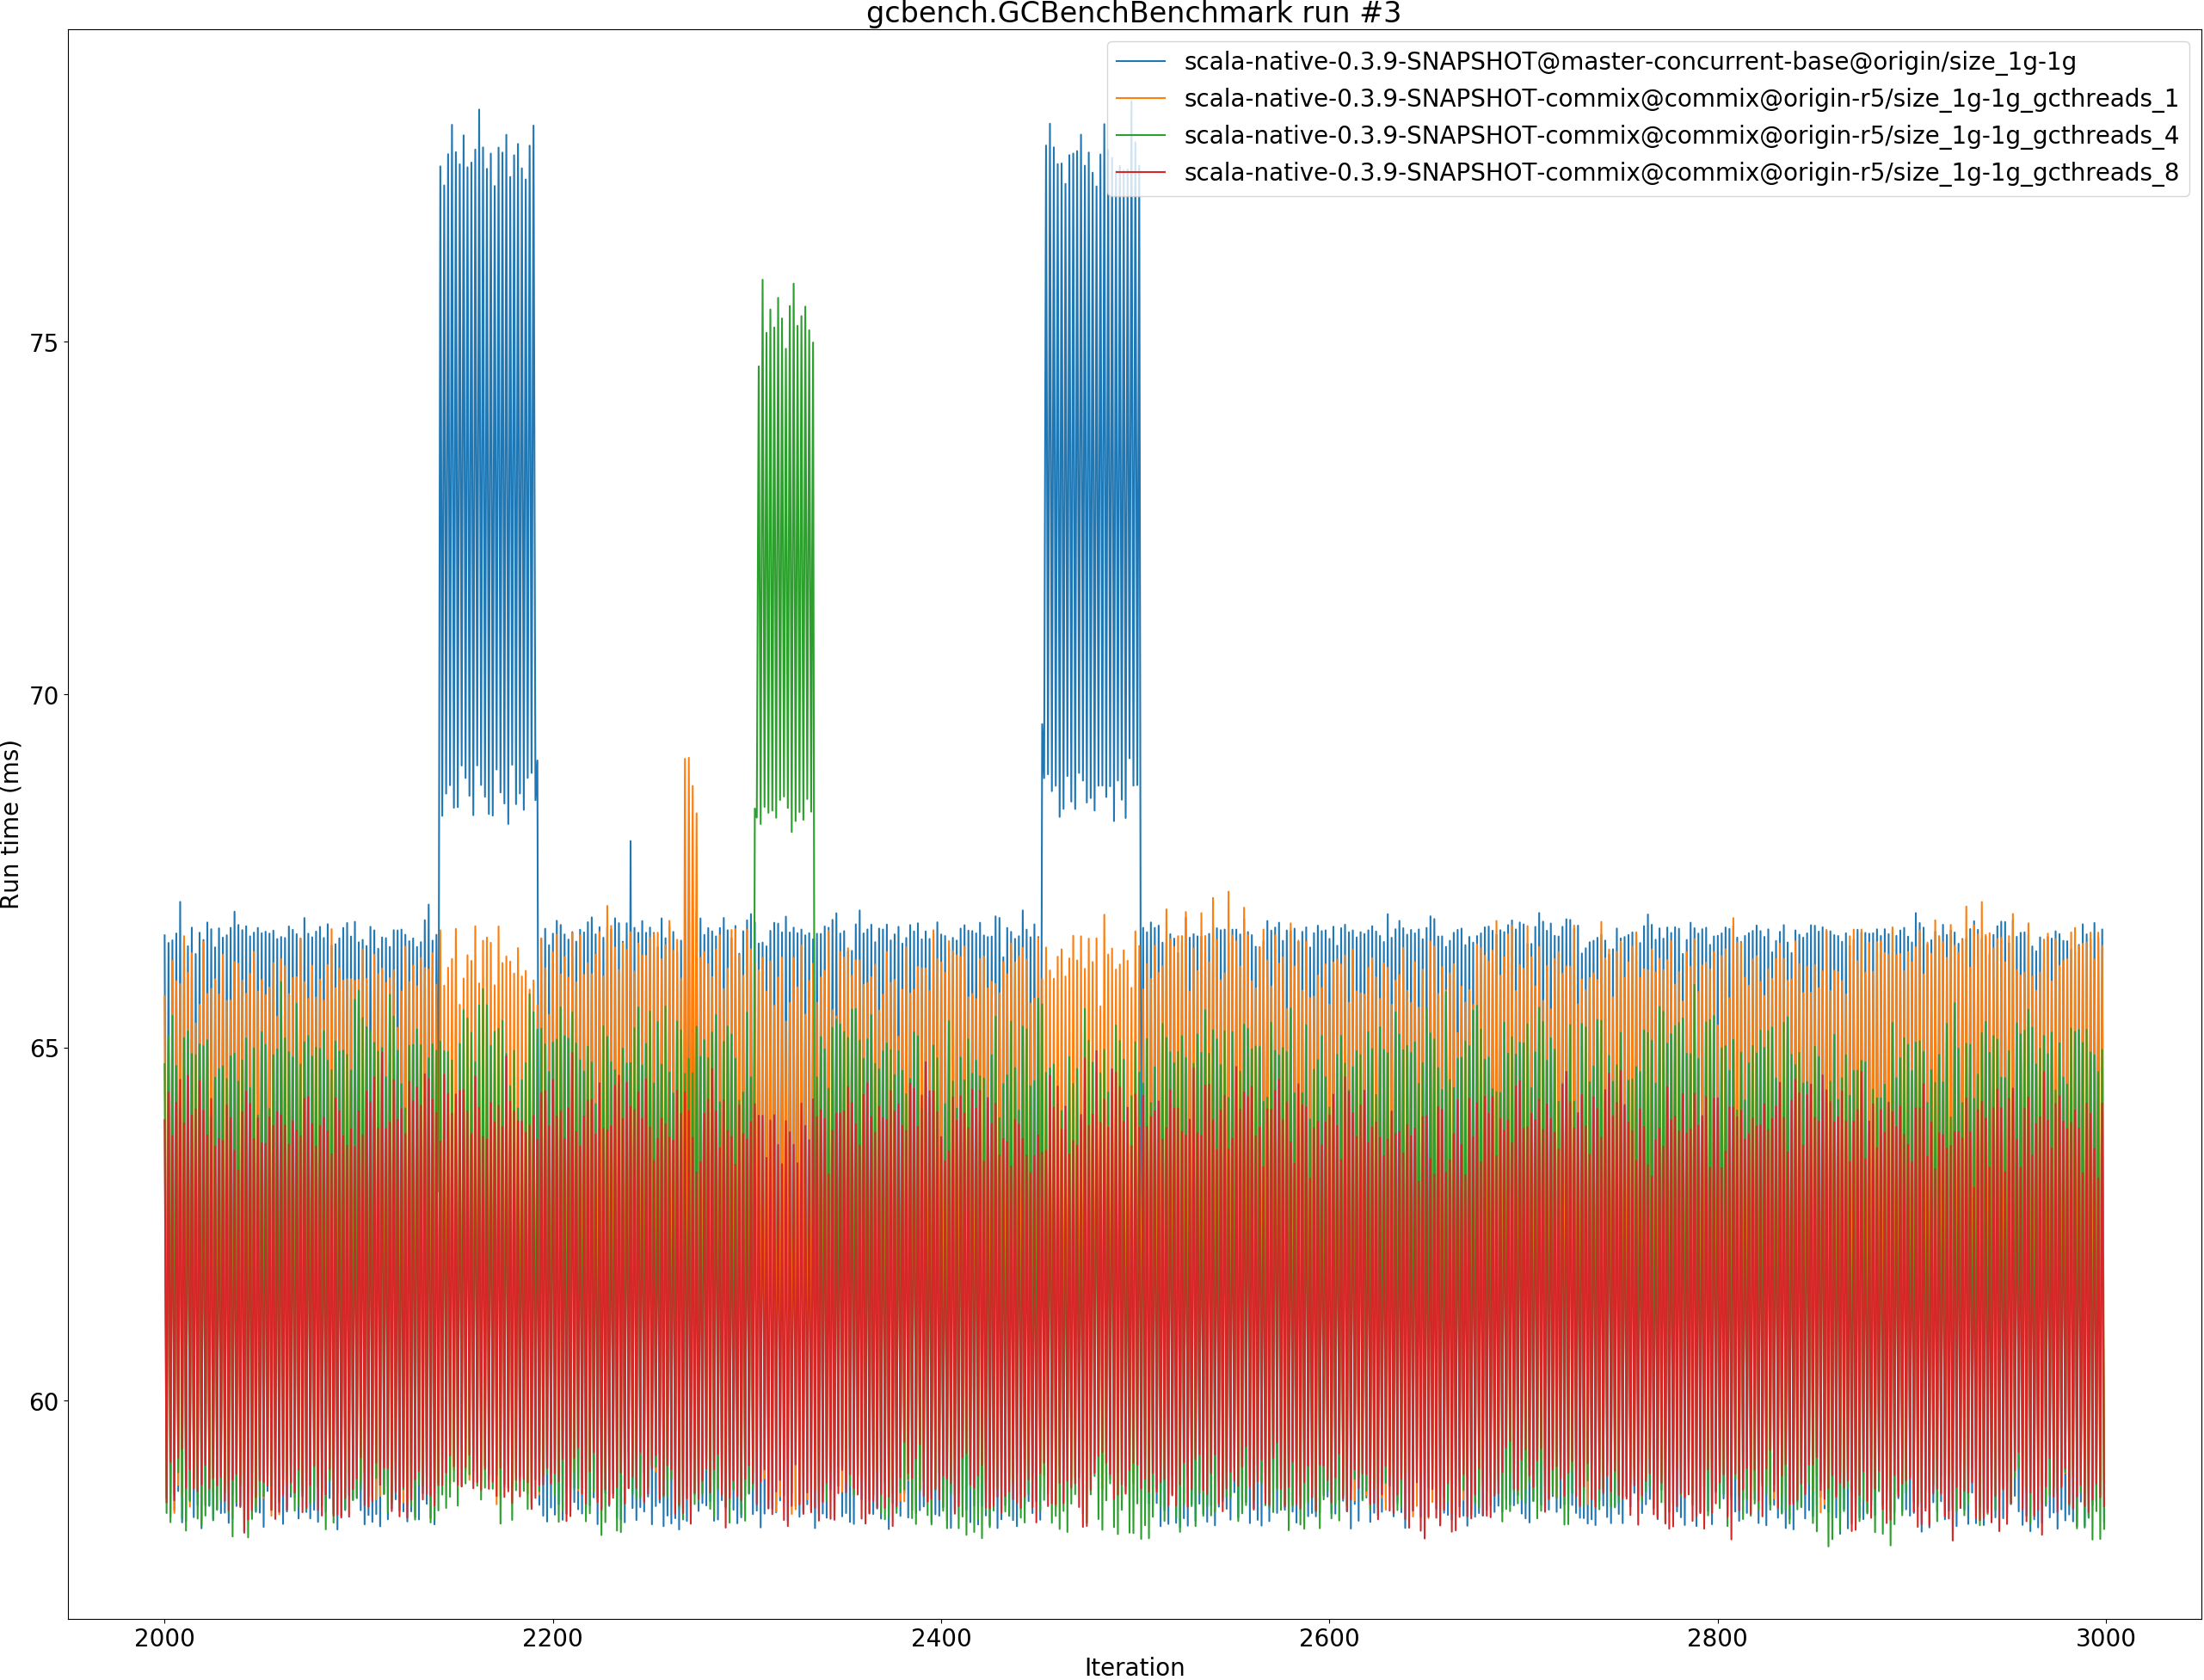 gcbench.GCBenchBenchmark run #3
scala-native-0.3.9-SNAPSHOT@master-concurrent-base@origin/size_1g-1g
scala-native-0.3.9-SNAPSHOT-commix@commix@origin-r5/size_1g-1g_gcthreads_1
scala-native-0.3.9-SNAPSHOT-commix@commix@origin-r5/size_1g-1g_gcthreads_4
scala-native-0.3.9-SNAPSHOT-commix@commix@origin-r5/size_1g-1g_gcthreads_8
75
70
65
60
Run time (ms)
2000 2200 2400 2600 2800 3000
Iteration